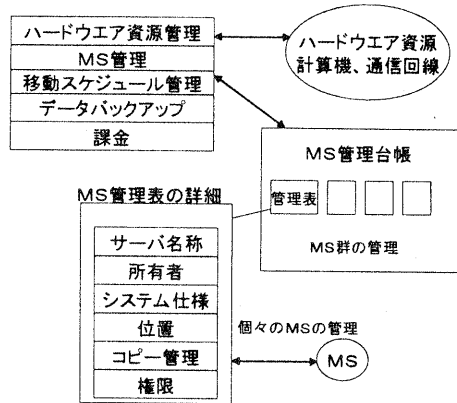 ハードウエア資源管理
MS管理
移動スケジュール管理
データバックアップ
課金
ハードウエア資源
計算機、通信回線
MS管理台帳
管理表
MS群の管理
MS管理表の詳細
サーバ名称
所有者
システム仕様
位置
コピー管理
権限
個々のMSの管理
MS